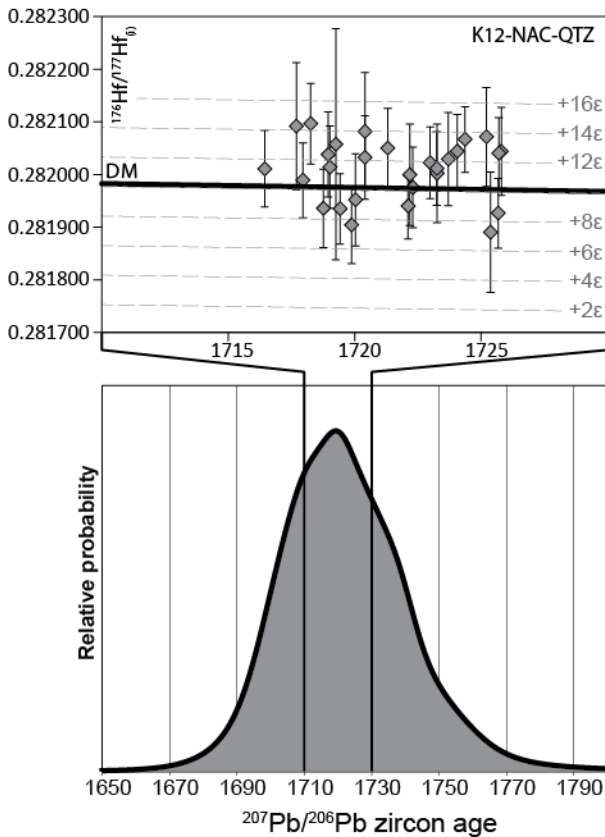 0.282300
K12-NAC-QTZ
176Hf/177Hf(i)
0.282200
+16ε
0.282100
+14ε
+12ε
0.282000
DM
0.281900
+8ε
+6ε
0.281800
+4ε
+2ε
0.281700
1715 1720 1725
Relative probability
1650 1670 1690 1710 1730 1750 1770 1790
207Pb/206Pb zircon age